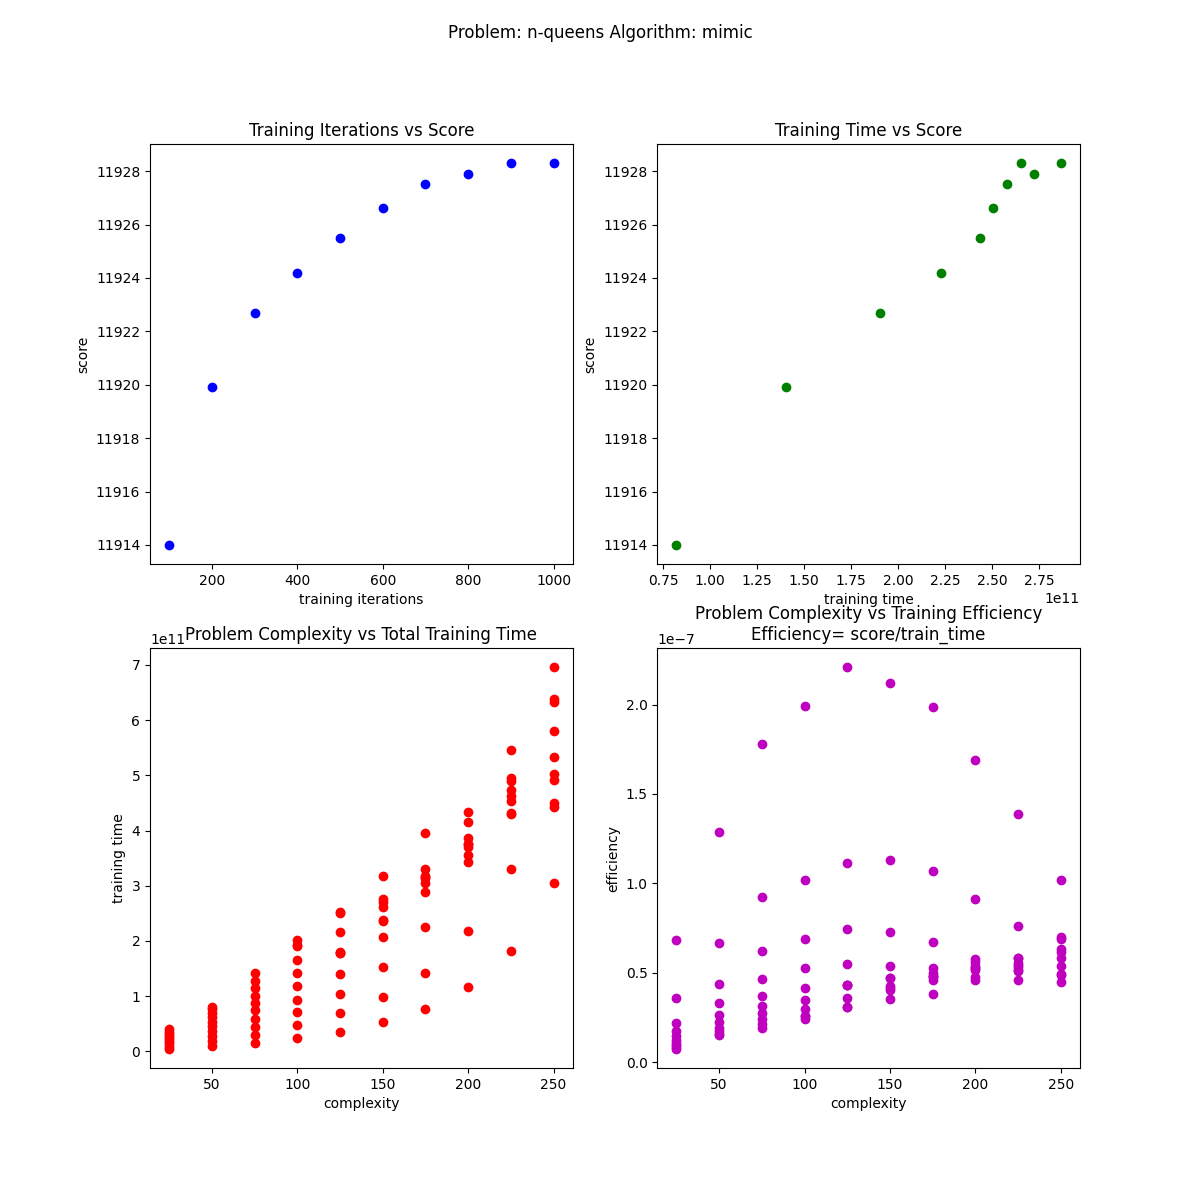 Problem: n-queens Algorithm: mimic
Training Iterations vs Score
score
11928
11926
11924
11922
11920
11918
11916
11914
200 400 600 800 1000
training iterations
Training Time vs Score
score
11928
11926
11924
11922
11920
11918
11916
11914
0.75 1.00 1.25 1.50 1.75 2.00 2.25 2.50 2.75
training time
1e11
Problem Complexity vs Total Training Time
1e11
training time
7
6
5
4
3
2
1
0
50 100 150 200 250
complexity
Problem Complexity vs Training Efficiency
Efficiency= score/train_time
1e−7
efficiency
2.0
1.5
1.0
0.5
0.0
50 100 150 200 250
complexity